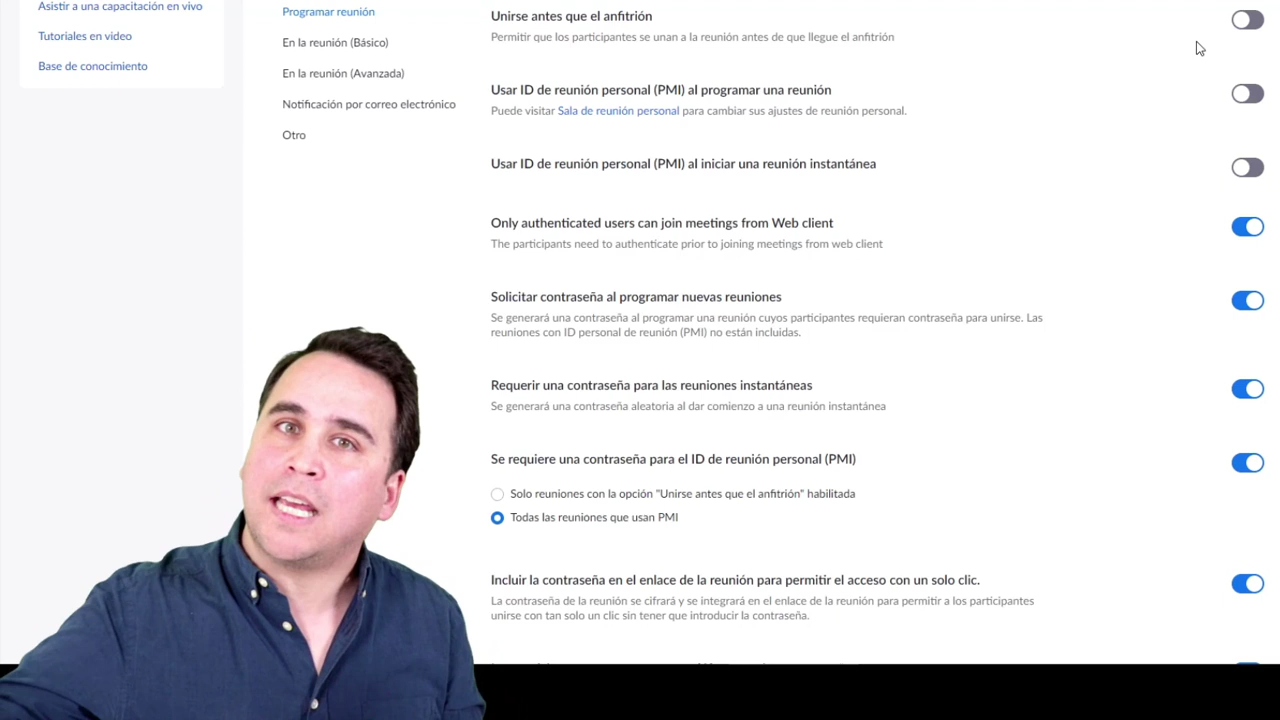 Asistir a una capacitación en vivo
Tutoriales en video
Base de conocimiento
Programar reunión
En la reunión (Básico)
En la reunión (Avanzada)
Notificación por correo electrónico
Otro
Unirse antes que el anfitrión
Permitir que los participantes se unan a la reunión antes de que llegue el anfitrión
Usar ID de reunión personal (PMI) al programar una reunión
Puede visitar Sala de reunión personal para cambiar sus ajustes de reunión personal.
Usar ID de reunión personal (PMI) al iniciar una reunión instantánea
Only authenticated users can join meetings from Web client
The participants need to authenticate prior to joining meetings from web client
Solicitar contraseña al programar nuevas reuniones
Se generará una contraseña al programar una reunión cuyos participantes requieran contraseña para unirse. Las
reuniones con ID personal de reunión (PMI) no están incluidas.
Requerir una contraseña para las reuniones instantáneas
Se generará una contraseña aleatoria al dar comienzo a una reunión instantánea
Se requiere una contraseña para el ID de reunión personal (PMI)
Solo reuniones con la opción "Unirse antes que el anfitrión" habilitada
Todas las reuniones que usan PMI
Incluir la contraseña en el enlace de la reunión para permitir el acceso con un solo clic.
La contraseña de la reunión se cifrará y se integrará en el enlace de la reunión para permitir a los participantes
unirse con tan solo un clic sin tener que introducir la contraseña.